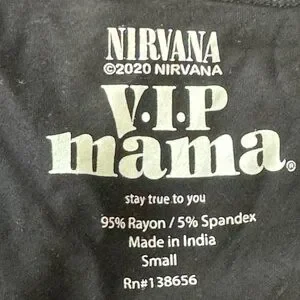 NIRVANA
©2020 NIRVANA
V.I.P
mama®
stay true to you
95% Rayon / 5% Spandex
Made in India
Small
Rn#138656